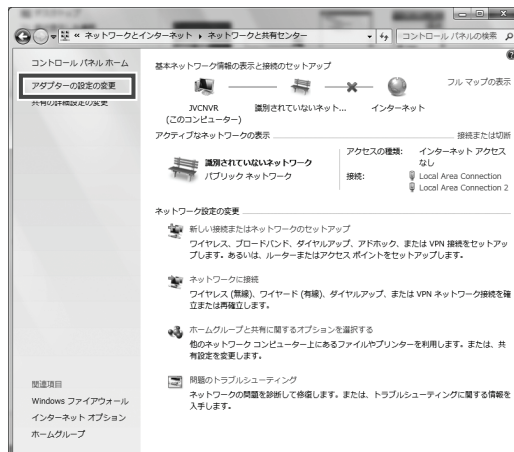 « ネットワークとインターネット ▸ ネットワークと共有センター
コントロール パネルの検索
コントロール パネル ホーム
アダプターの設定の変更
共有の詳細設定の変更
基本ネットワーク情報の表示と接続のセットアップ
フル マップの表示
JVCNVR
(このコンピューター)
識別されていないネット...
インターネット
アクティブなネットワークの表示
接続または切断
識別されていないネットワーク
パブリック ネットワーク
アクセスの種類: インターネット アクセス
なし
接続: Local Area Connection
Local Area Connection 2
ネットワーク設定の変更
新しい接続またはネットワークのセットアップ
ワイヤレス、ブロードバンド、ダイヤルアップ、アドホック、または VPN 接続をセットアッ
プします。あるいは、ルーターまたはアクセス ポイントをセットアップします。
ネットワークに接続
ワイヤレス (無線)、ワイヤード (有線)、ダイヤルアップ、または VPN ネットワーク接続を確
立または再確立します。
ホームグループと共有に関するオプションを選択する
他のネットワーク コンピューター上にあるファイルやプリンターを利用します。または、共
有設定を変更します。
問題のトラブルシューティング
ネットワークの問題を診断して修復します。または、トラブルシューティングに関する情報を
入手します。
関連項目
Windows ファイアウォール
インターネット オプション
ホームグループ